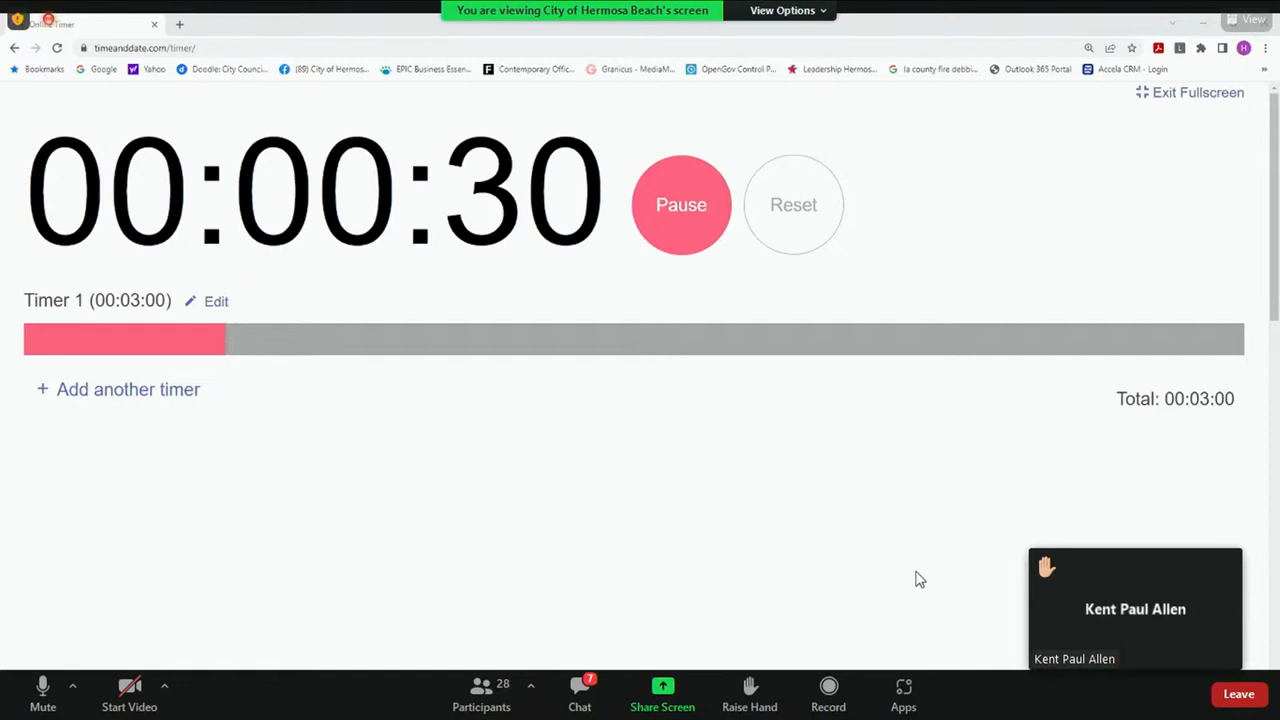 You are viewing City of Hermosa Beach's screen
View Options
View
Timer
timeanddate.com/timer/
H
Bookmarks
Google
Yahoo
Doodle: City Counci...
(89) City of Hermos...
EPIC Business Essen...
Contemporary Offic...
Granicus - MediaM...
OpenGov Control P...
Leadership Hermos...
la county fire debbi...
Outlook 365 Portal
Accela CRM - Login
»
Exit Fullscreen
00:00:30
Pause
Reset
Timer 1 (00:03:00)
Edit
+ Add another timer
Total: 00:03:00
Kent Paul Allen
Kent Paul Allen
Mute
Start Video
28
Participants
7
Chat
Share Screen
Raise Hand
Record
Apps
Leave